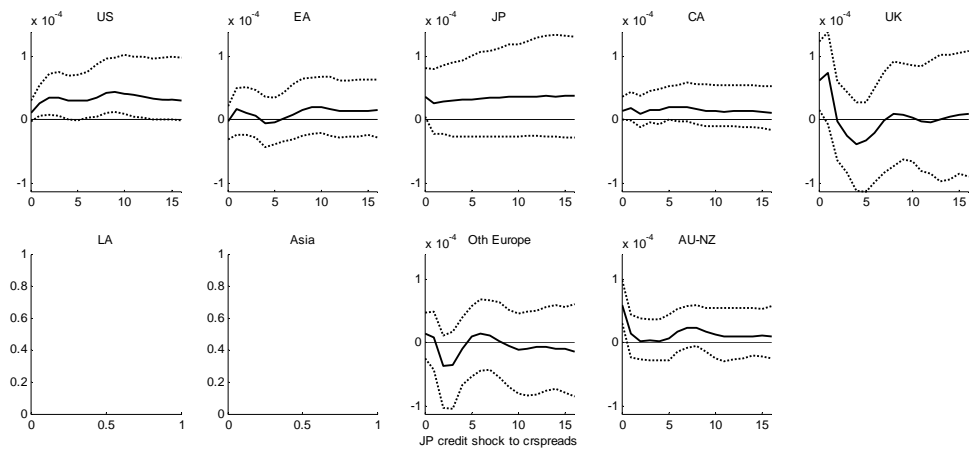 US EA JP CA UK
x 10⁻⁴ x 10⁻⁴ x 10⁻⁴ x 10⁻⁴ x 10⁻⁴
1 1 1 1 1
0 0 0 0 0
-1 -1 -1 -1 -1
0 5 10 15 0 5 10 15 0 5 10 15 0 5 10 15 0 5 10 15
LA Asia Oth Europe AU-NZ
x 10⁻⁴ x 10⁻⁴
1 1 1 1
0.8 0.8
0.6 0.6
0 0
0.4 0.4
0.2 0.2
-1 -1
0 0
0 0.5 1 0 0.5 1 0 5 10 15 0 5 10 15
JP credit shock to crspreads